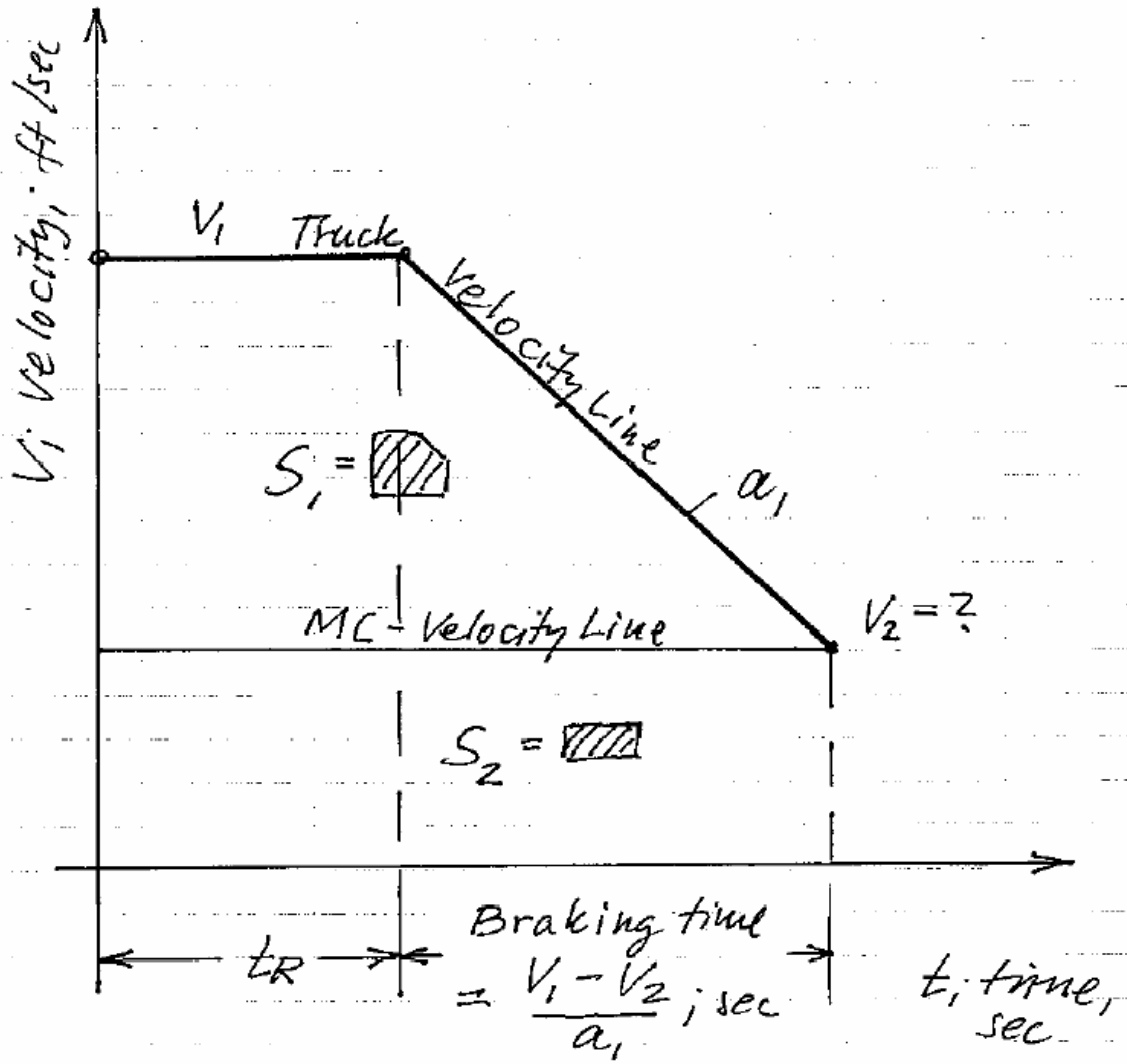 V; Velocity; ft/sec
V₁ Truck
Velocity Line
S₁ =
a₁
V₂ = ?
MC-Velocity Line
S₂ =
Braking time
t_R
= (V₁ - V₂)/a₁ ; sec
t; time,
sec